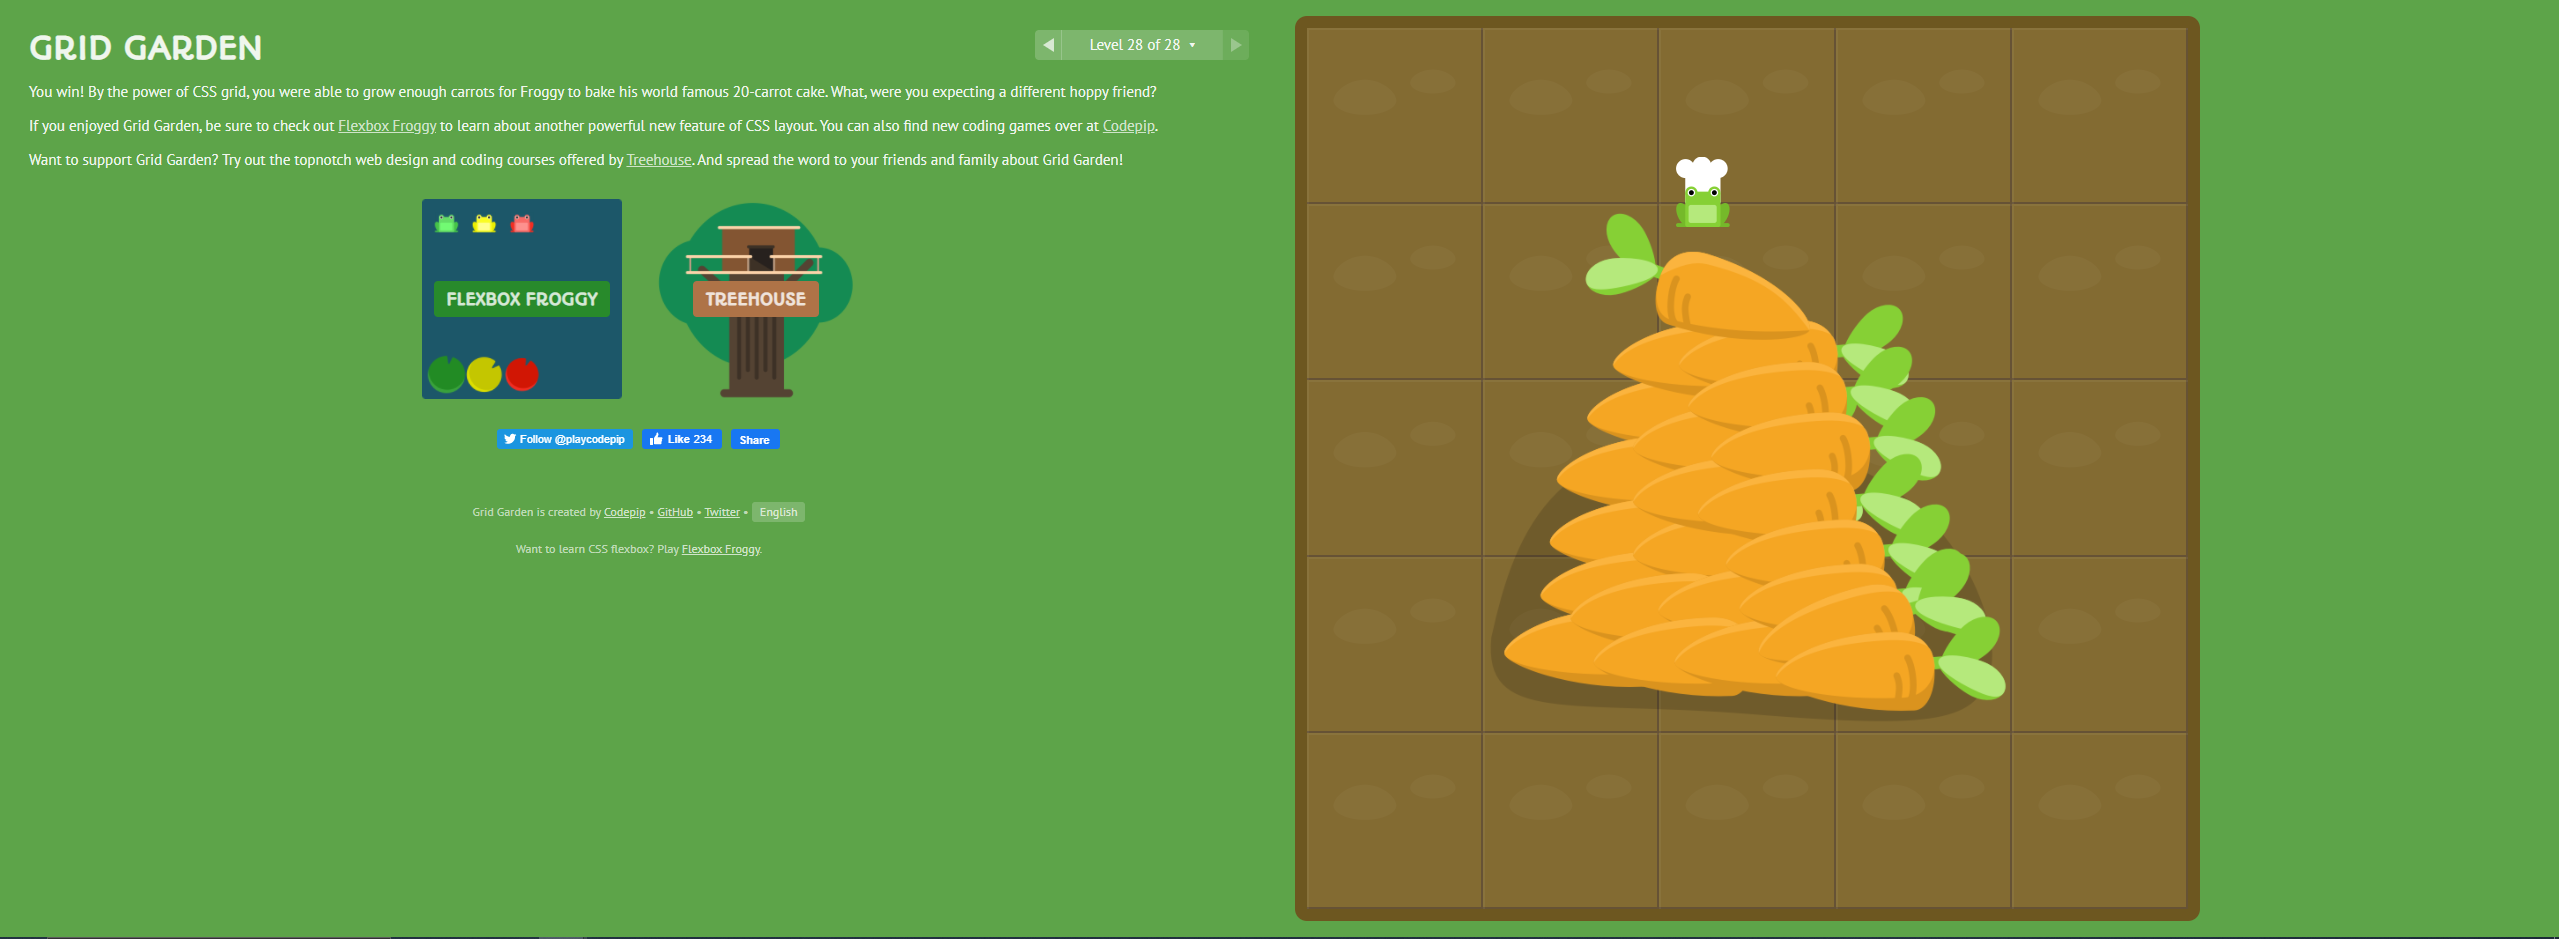 GRID GARDEN
Level 28 of 28
You win! By the power of CSS grid, you were able to grow enough carrots for Froggy to bake his world famous 20-carrot cake. What, were you expecting a different hoppy friend?
If you enjoyed Grid Garden, be sure to check out Flexbox Froggy to learn about another powerful new feature of CSS layout. You can also find new coding games over at Codepip.
Want to support Grid Garden? Try out the topnotch web design and coding courses offered by Treehouse. And spread the word to your friends and family about Grid Garden!
FLEXBOX FROGGY
TREEHOUSE
Follow @playcodepip
Like 234
Share
Grid Garden is created by Codepip • GitHub • Twitter • English
Want to learn CSS flexbox? Play Flexbox Froggy.